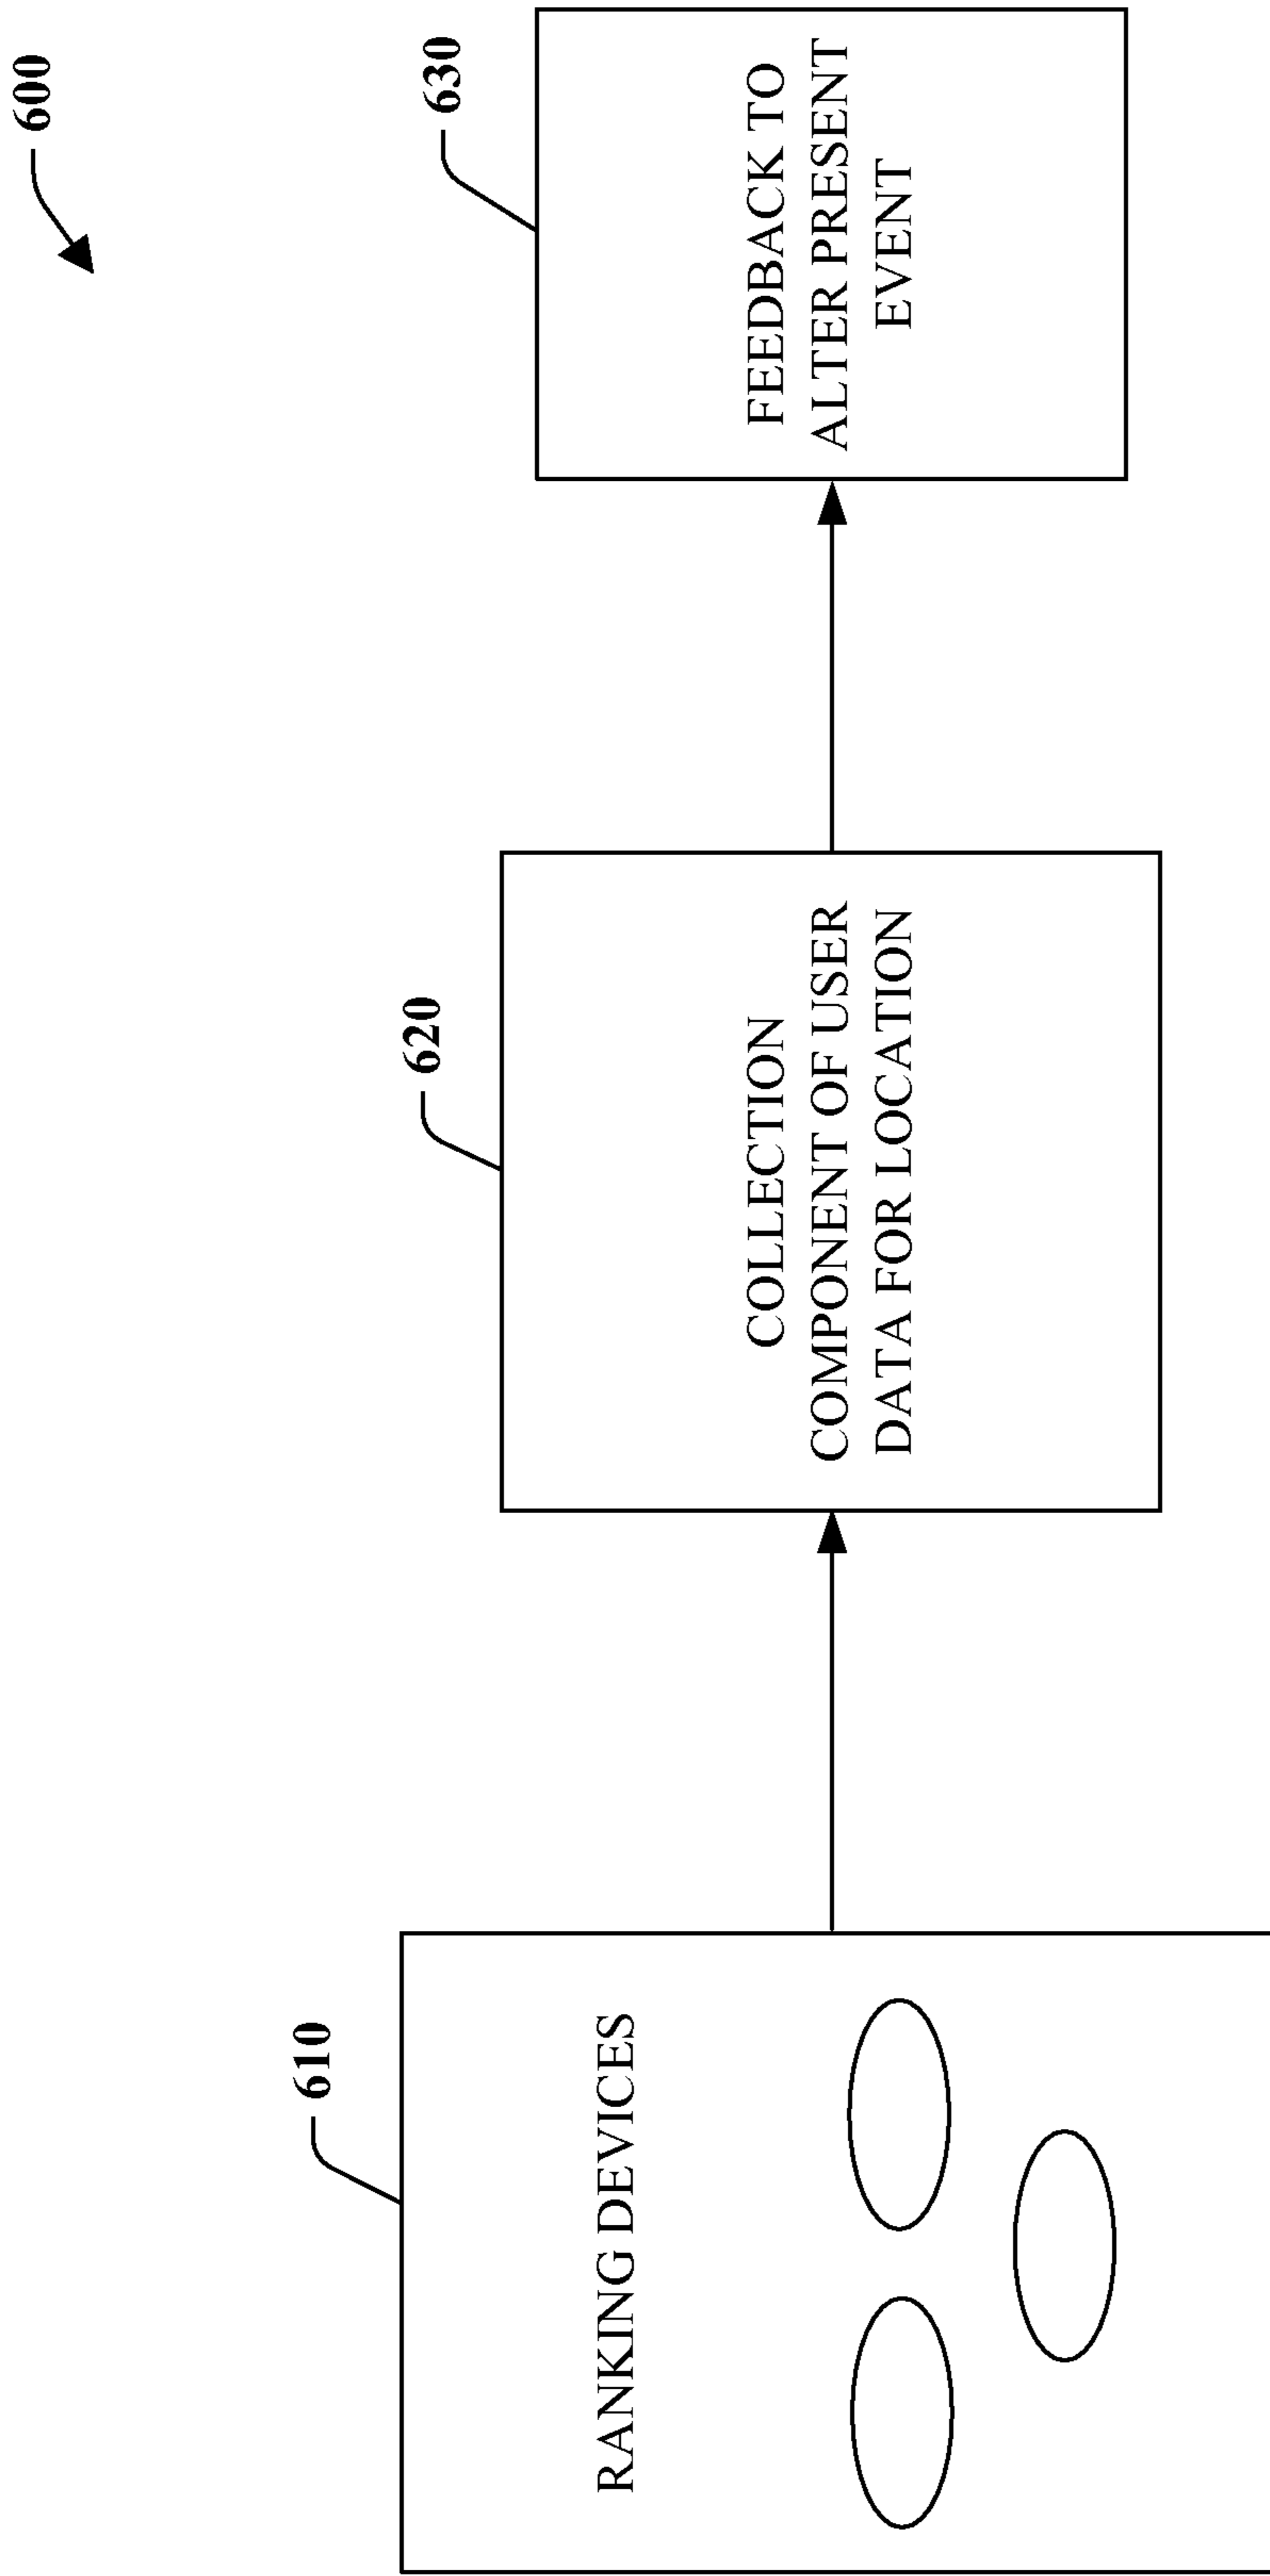 600
610
RANKING DEVICES
620
COLLECTION
COMPONENT OF USER
DATA FOR LOCATION
630
FEEDBACK TO
ALTER PRESENT
EVENT